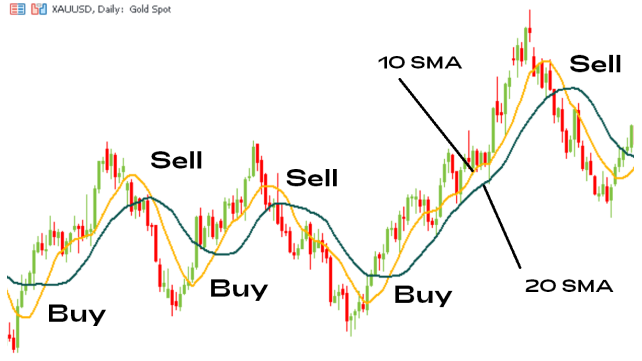 XAUUSD, Daily: Gold Spot
10 SMA
Sell
Sell
Sell
Buy
Buy
Buy
20 SMA